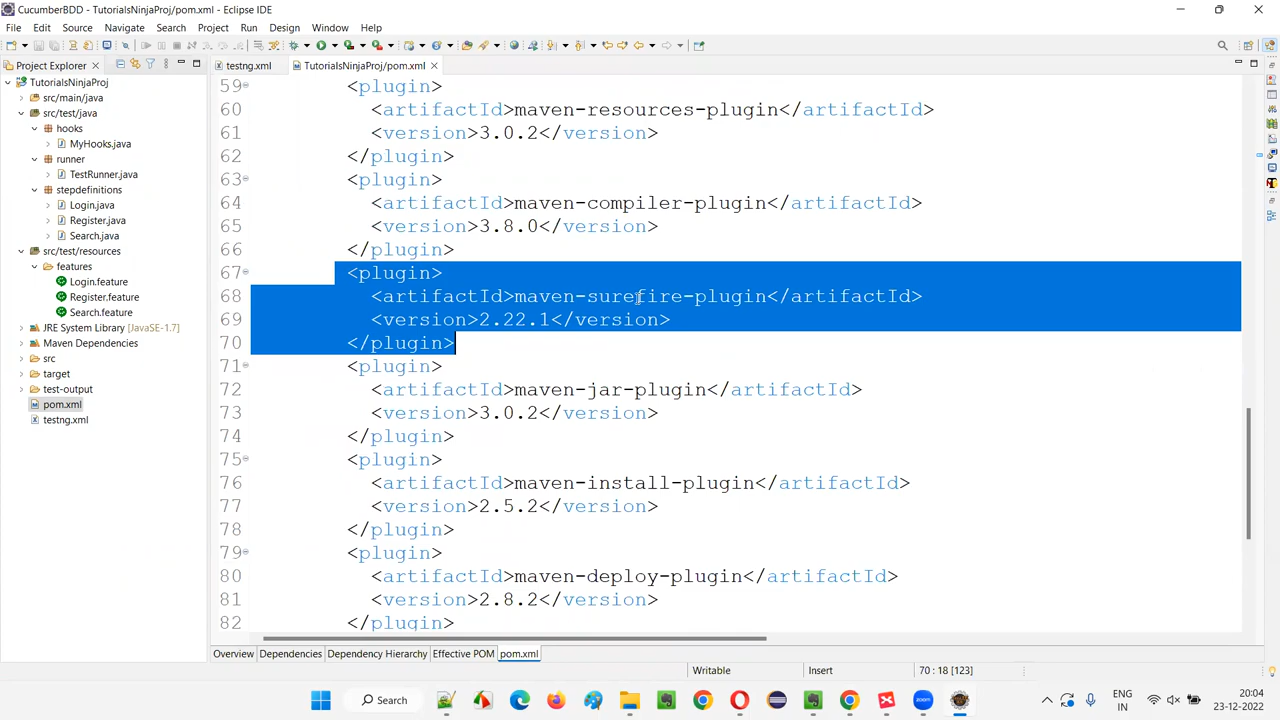 CucumberBDD - TutorialsNinjaProj/pom.xml - Eclipse IDE
File Edit Source Navigate Search Project Run Design Window Help
Project Explorer
testng.xml
TutorialsNinjaProj/pom.xml
TutorialsNinjaProj
src/main/java
src/test/java
hooks
MyHooks.java
runner
TestRunner.java
stepdefinitions
Login.java
Register.java
Search.java
src/test/resources
features
Login.feature
Register.feature
Search.feature
JRE System Library [JavaSE-1.7]
Maven Dependencies
src
target
test-output
pom.xml
testng.xml
59 <plugin>
60 <artifactId>maven-resources-plugin</artifactId>
61 <version>3.0.2</version>
62 </plugin>
63 <plugin>
64 <artifactId>maven-compiler-plugin</artifactId>
65 <version>3.8.0</version>
66 </plugin>
67 <plugin>
68 <artifactId>maven-surefire-plugin</artifactId>
69 <version>2.22.1</version>
70 </plugin>
71 <plugin>
72 <artifactId>maven-jar-plugin</artifactId>
73 <version>3.0.2</version>
74 </plugin>
75 <plugin>
76 <artifactId>maven-install-plugin</artifactId>
77 <version>2.5.2</version>
78 </plugin>
79 <plugin>
80 <artifactId>maven-deploy-plugin</artifactId>
81 <version>2.8.2</version>
82 </plugin>
Overview Dependencies Dependency Hierarchy Effective POM pom.xml
Writable Insert 70 : 18 [123]
Search
zoom
ENG
IN
20:04
23-12-2022